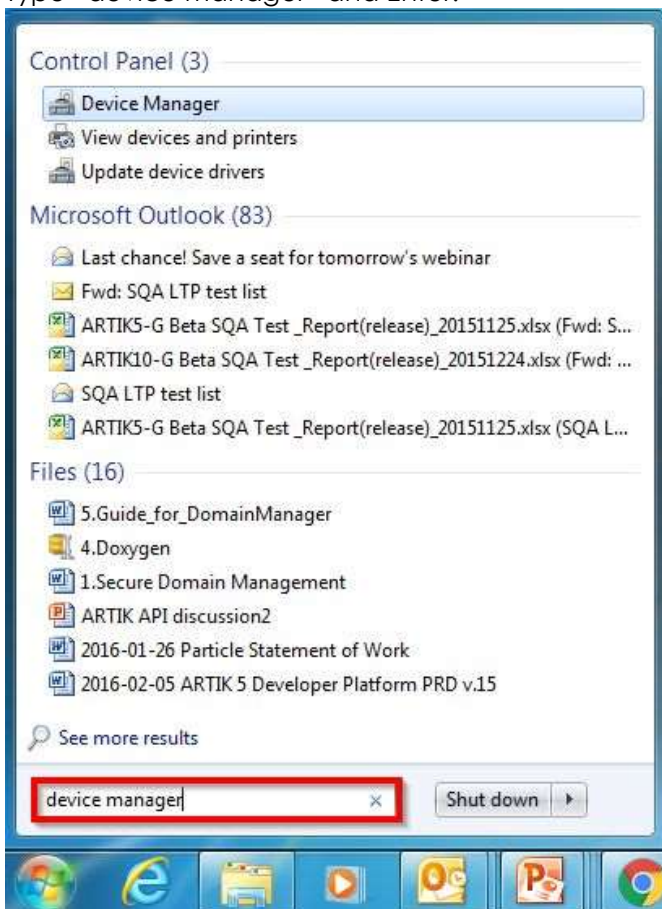 Type "device manager" and Enter.
Control Panel (3)
Device Manager
View devices and printers
Update device drivers
Microsoft Outlook (83)
Last chance! Save a seat for tomorrow's webinar
Fwd: SQA LTP test list
ARTIK5-G Beta SQA Test _Report(release)_20151125.xlsx (Fwd: S...
ARTIK10-G Beta SQA Test _Report(release)_20151224.xlsx (Fwd: ...
SQA LTP test list
ARTIK5-G Beta SQA Test _Report(release)_20151125.xlsx (SQA L...
Files (16)
5.Guide_for_DomainManager
4.Doxygen
1.Secure Domain Management
ARTIK API discussion2
2016-01-26 Particle Statement of Work
2016-02-05 ARTIK 5 Developer Platform PRD v.15
See more results
device manager
Shut down